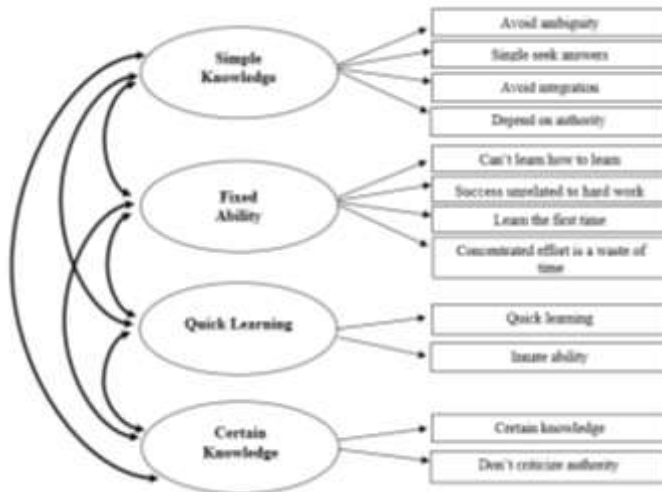 Simple
Knowledge
Avoid ambiguity
Single seek answers
Avoid integration
Depend on authority
Fixed
Ability
Can't learn how to learn
Success unrelated to hard work
Learn the first time
Concentrated effort is a waste of
time
Quick Learning
Quick learning
Innate ability
Certain
Knowledge
Certain knowledge
Don't criticize authority